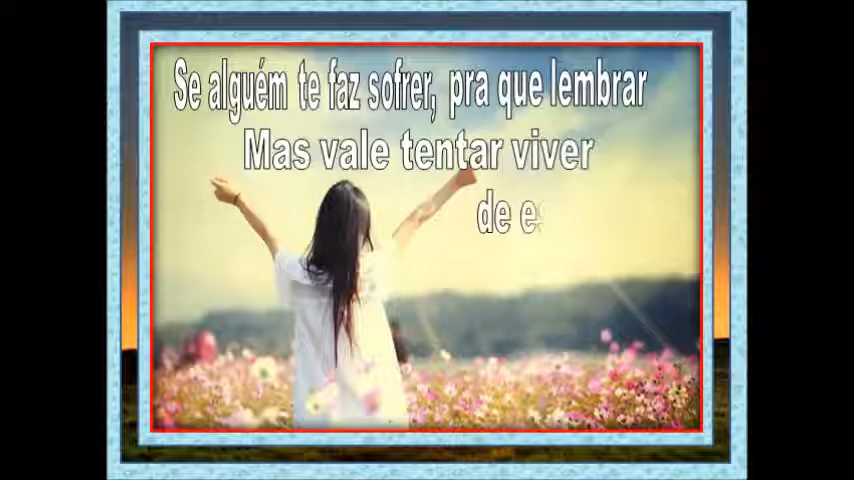 Se alguém te faz sofrer, pra que lembrar
Mas vale tentar viver
de